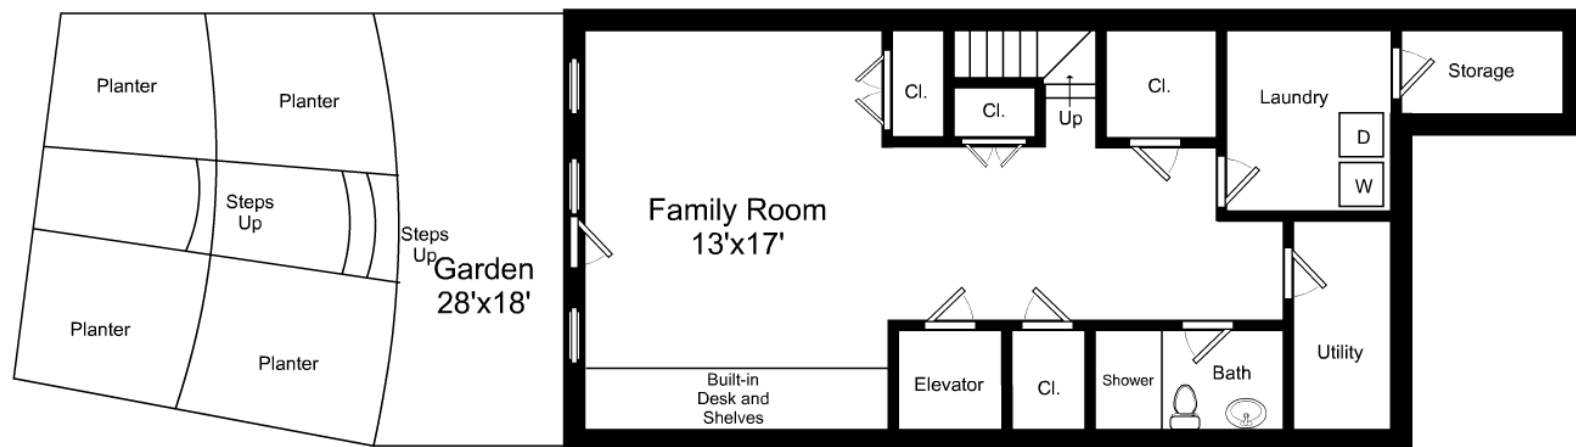 Planter
Planter
Steps
Up
Steps
Up
Garden
28'x18'
Planter
Planter
Family Room
13'x17'
Built-in
Desk and
Shelves
Cl.
Cl.
Up
Cl.
Laundry
D
W
Storage
Elevator
Cl.
Shower
Bath
Utility